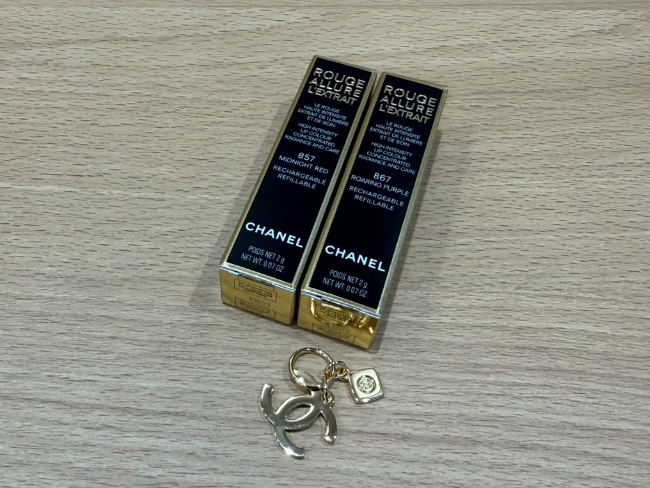 ROUGE
ALLURE
L'EXTRAIT
LE ROUGE
HAUTE INTENSITÉ
EXTRAIT DE LUMIÈRE
ET DE SOIN
HIGH-INTENSITY
LIP COLOUR
CONCENTRATED
RADIANCE AND CARE
857
MIDNIGHT RED
RECHARGEABLE
REFILLABLE
CHANEL
POIDS NET 2 g
NET WT. 0.07 OZ
ROUGE
ALLURE
L'EXTRAIT
LE ROUGE
HAUTE INTENSITÉ
EXTRAIT DE LUMIÈRE
ET DE SOIN
HIGH-INTENSITY
LIP COLOUR
CONCENTRATED
RADIANCE AND CARE
867
ROARING PURPLE
RECHARGEABLE
REFILLABLE
CHANEL
POIDS NET 2 g
NET WT. 0.07 OZ